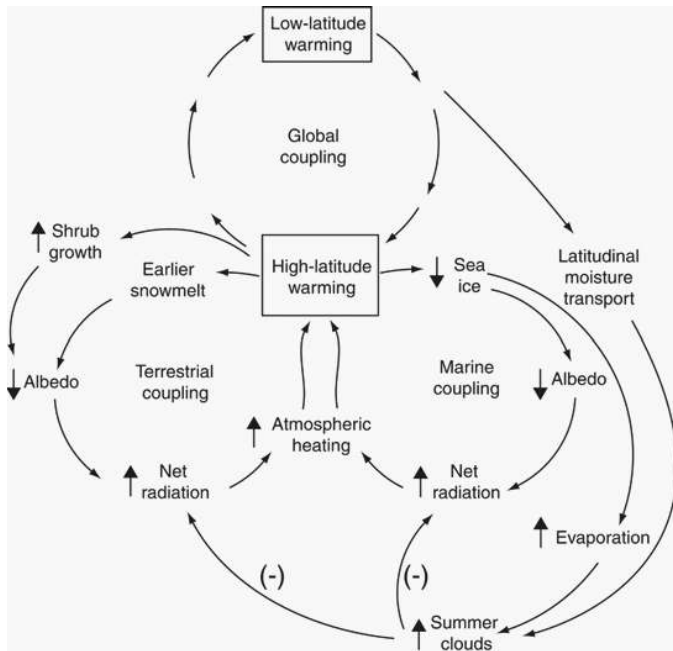 Low-latitude
warming
Global
coupling
Shrub
growth
Earlier
snowmelt
High-latitude
warming
Sea
ice
Latitudinal
moisture
transport
Albedo
Terrestrial
coupling
Marine
coupling
Albedo
Atmospheric
heating
Net
radiation
Net
radiation
Evaporation
(-)
(-)
Summer
clouds